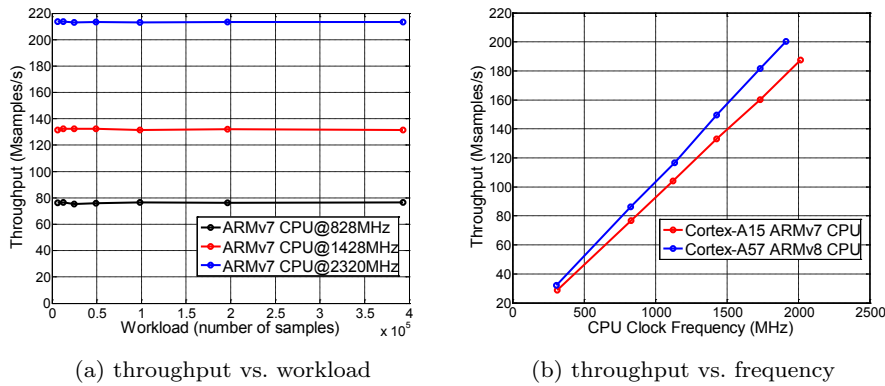 220
200
180
160
140
120
100
80
60
40
20
0
Throughput (Msamples/s)
ARMv7 CPU@828MHz
ARMv7 CPU@1428MHz
ARMv7 CPU@2320MHz
0 0.5 1 1.5 2 2.5 3 3.5 4
x 10^5
Workload (number of samples)
(a) throughput vs. workload
220
200
180
160
140
120
100
80
60
40
20
Throughput (Msamples/s)
Cortex-A15 ARMv7 CPU
Cortex-A57 ARMv8 CPU
0 500 1000 1500 2000 2500
CPU Clock Frequency (MHz)
(b) throughput vs. frequency